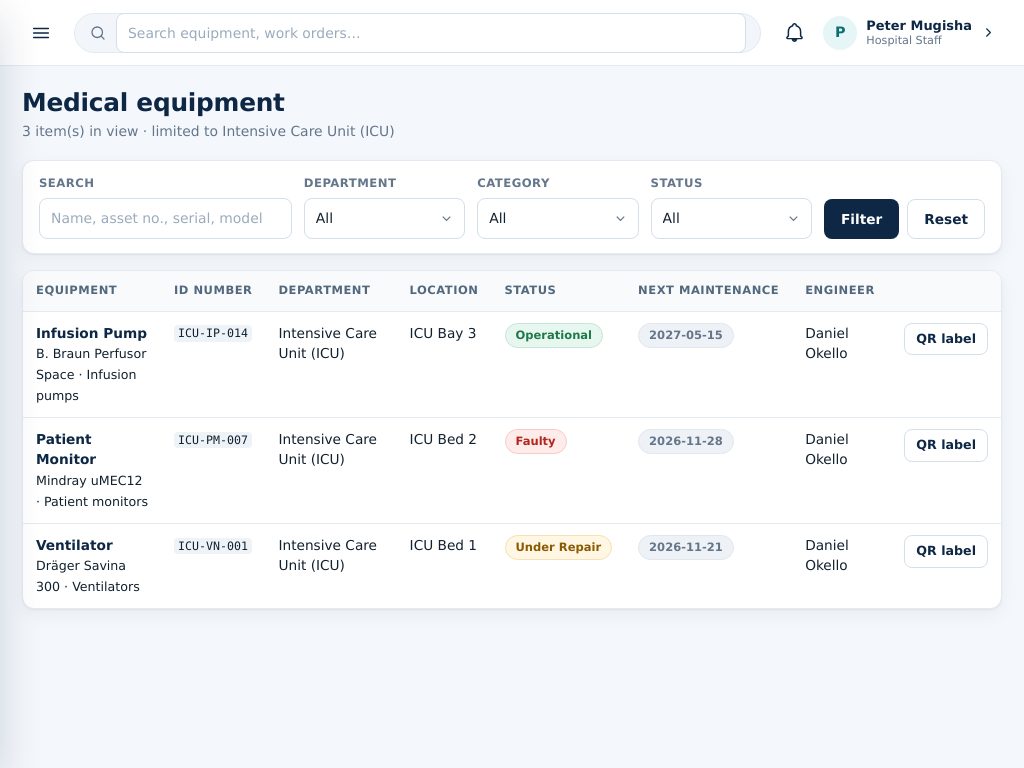 Search equipment, work orders...
P
Peter Mugisha
Hospital Staff
Medical equipment
3 item(s) in view · limited to Intensive Care Unit (ICU)
SEARCH
DEPARTMENT
CATEGORY
STATUS
Name, asset no., serial, model
All
All
All
Filter
Reset
EQUIPMENT
ID NUMBER
DEPARTMENT
LOCATION
STATUS
NEXT MAINTENANCE
ENGINEER
Infusion Pump
B. Braun Perfusor
Space · Infusion
pumps
ICU-IP-014
Intensive Care
Unit (ICU)
ICU Bay 3
Operational
2027-05-15
Daniel
Okello
QR label
Patient
Monitor
Mindray uMEC12
· Patient monitors
ICU-PM-007
Intensive Care
Unit (ICU)
ICU Bed 2
Faulty
2026-11-28
Daniel
Okello
QR label
Ventilator
Dräger Savina
300 · Ventilators
ICU-VN-001
Intensive Care
Unit (ICU)
ICU Bed 1
Under Repair
2026-11-21
Daniel
Okello
QR label